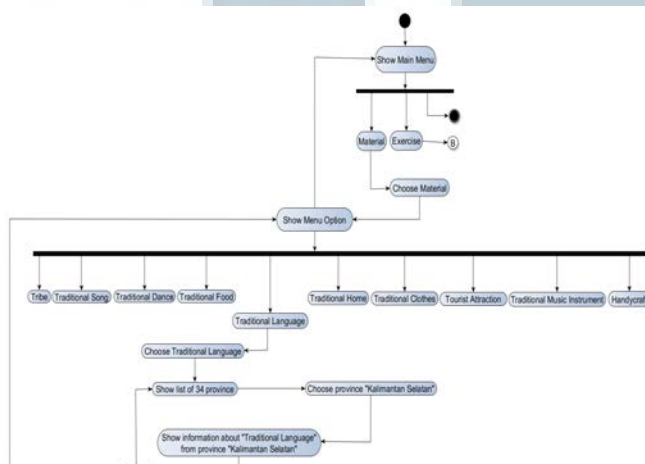 Show Main Menu
Material
Exercise
B
Choose Material
Show Menu Option
Tribe
Traditional Song
Traditional Dance
Traditional Food
Traditional Language
Traditional Home
Traditional Clothes
Tourist Attraction
Traditional Music Instrument
Handycraf
Choose Traditional Language
Show list of 34 province
Choose province "Kalimantan Selatan"
Show information about "Traditional Language"
from province "Kalimantan Selatan"